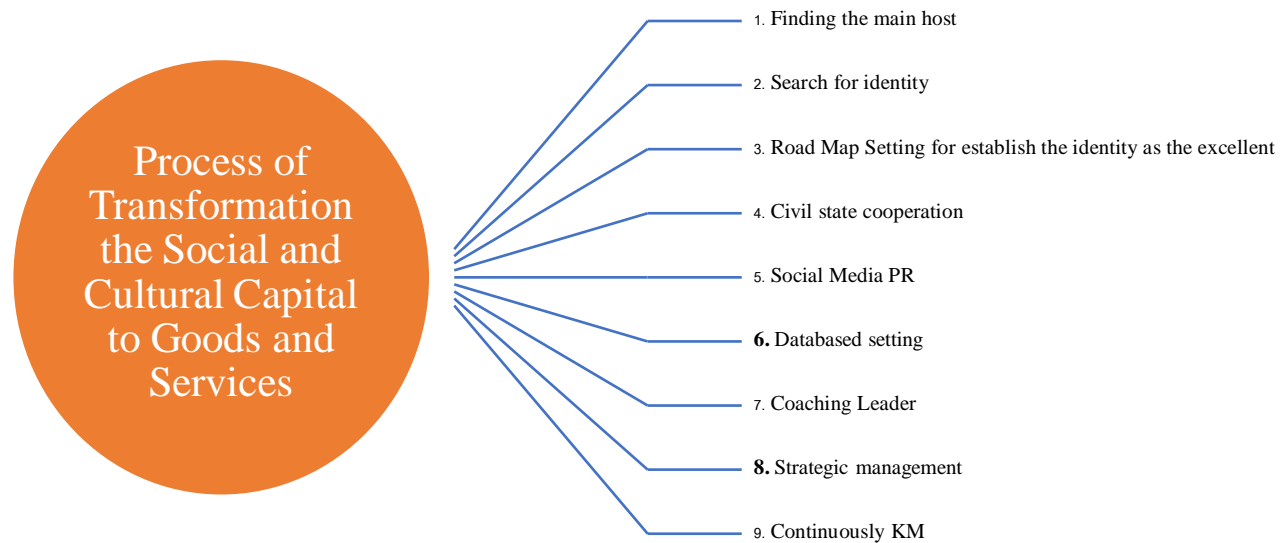 Process of
Transformation
the Social and
Cultural Capital
to Goods and
Services
1. Finding the main host
2. Search for identity
3. Road Map Setting for establish the identity as the excellent
4. Civil state cooperation
5. Social Media PR
6. Databased setting
7. Coaching Leader
8. Strategic management
9. Continuously KM